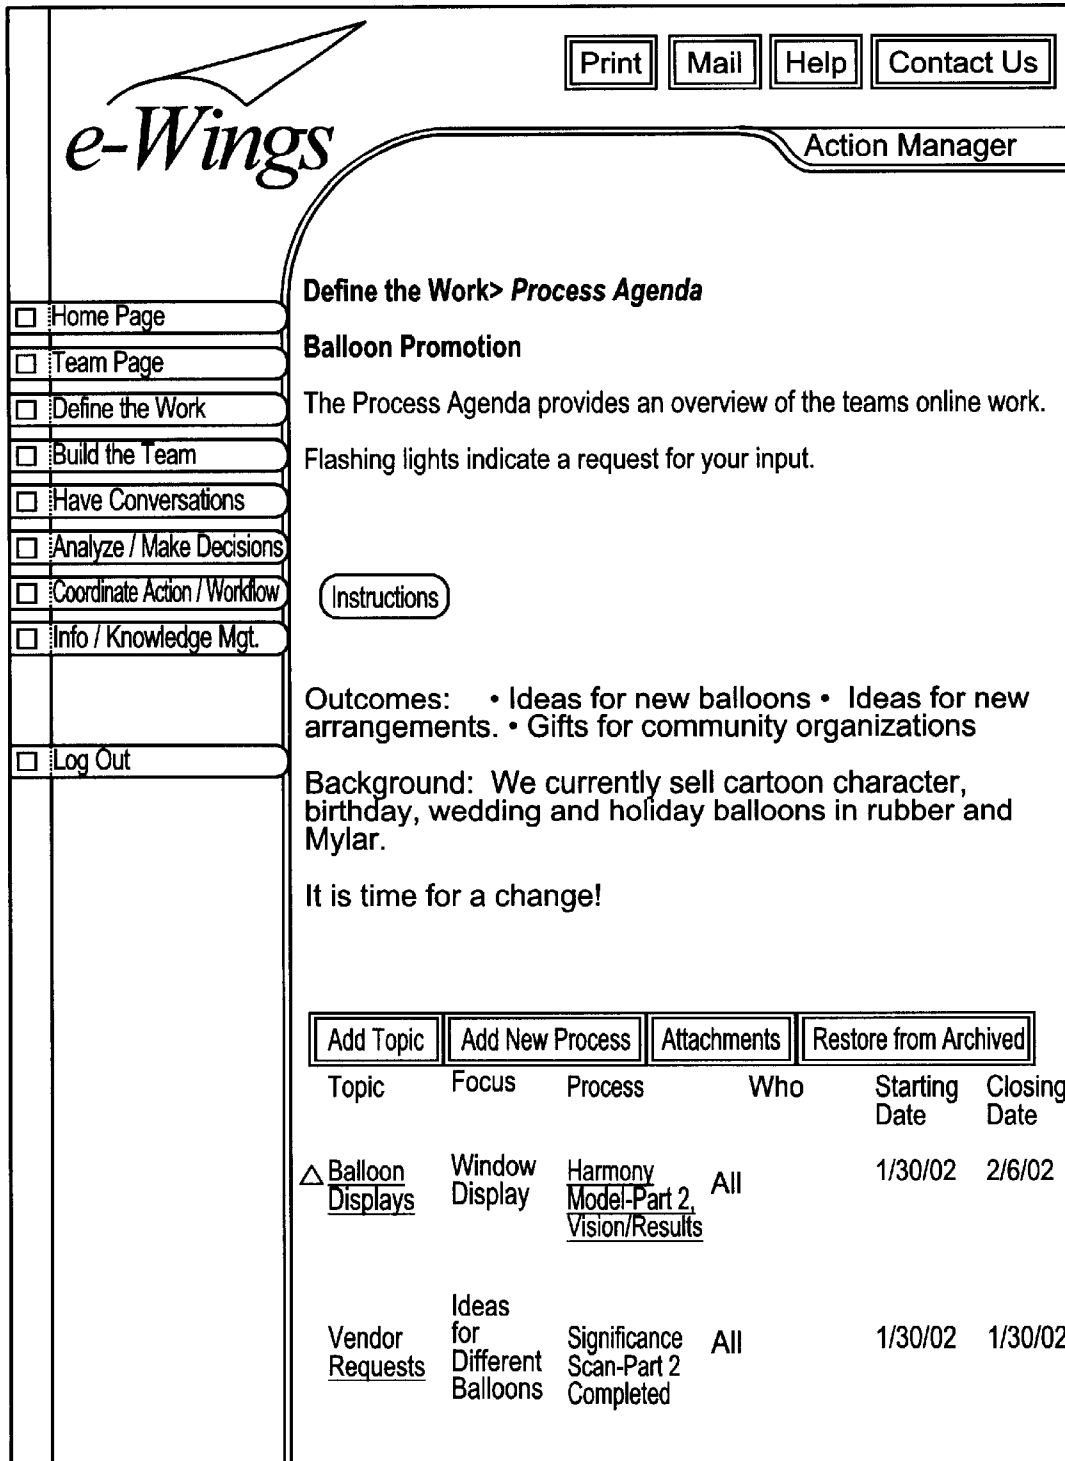 Print Mail Help Contact Us
e-Wings
Action Manager
Home Page
Team Page
Define the Work
Build the Team
Have Conversations
Analyze / Make Decisions
Coordinate Action / Workflow
Info / Knowledge Mgt.
Log Out
Define the Work> Process Agenda
Balloon Promotion
The Process Agenda provides an overview of the teams online work.
Flashing lights indicate a request for your input.
Instructions
Outcomes: • Ideas for new balloons • Ideas for new
arrangements. • Gifts for community organizations
Background: We currently sell cartoon character,
birthday, wedding and holiday balloons in rubber and
Mylar.
It is time for a change!
Add Topic Add New Process Attachments Restore from Archived
Topic Focus Process Who Starting Closing
Date Date
Balloon Window Harmony All 1/30/02 2/6/02
Displays Display Model-Part 2,
Vision/Results
Ideas
Vendor for Significance All 1/30/02 1/30/02
Requests Different Scan-Part 2
Balloons Completed